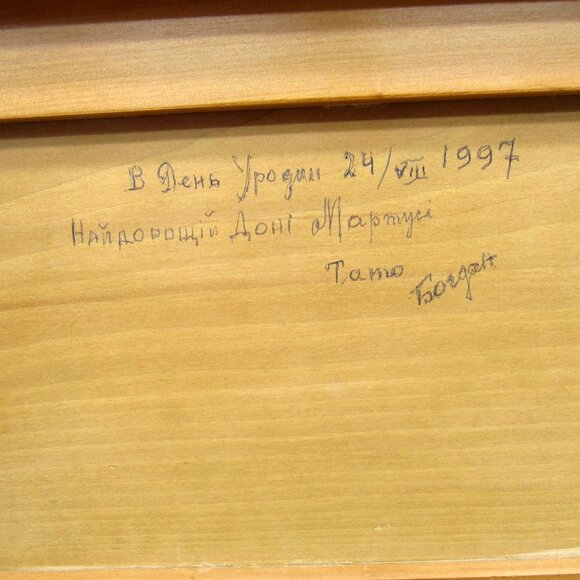 В День Уродин 24/VIII 1997
Найдорощій Доні Мартусі
Тато Богдан